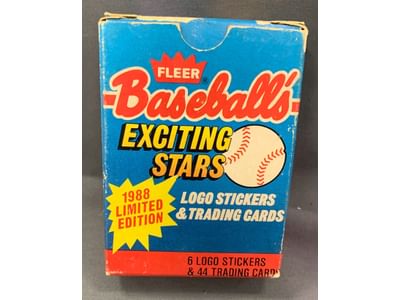 FLEER
Baseball's
EXCITING
STARS
1988
LIMITED
EDITION
LOGO STICKERS
& TRADING CARDS
6 LOGO STICKERS
& 44 TRADING CARDS